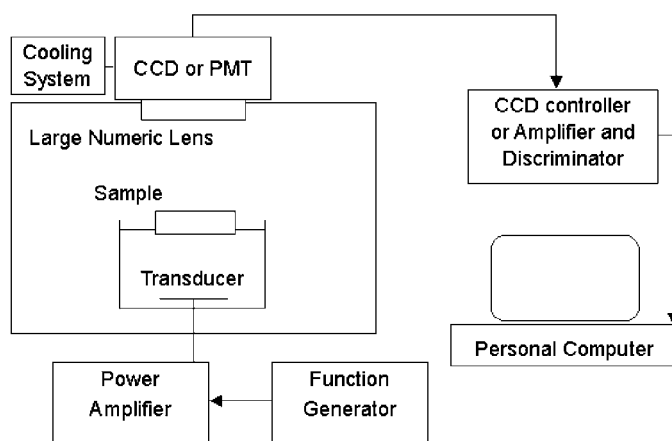 Cooling
System
CCD or PMT
CCD controller
or Amplifier and
Discriminator
Large Numeric Lens
Sample
Transducer
Personal Computer
Power
Amplifier
Function
Generator